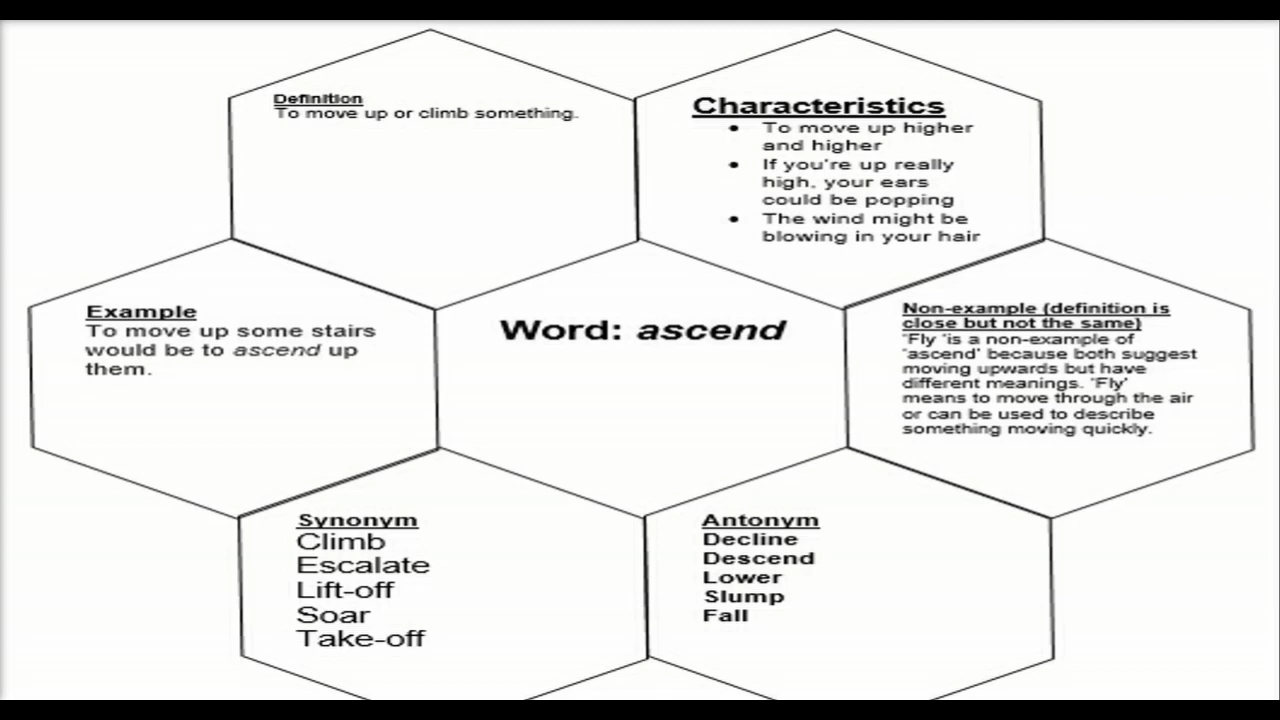 Definition
To move up or climb something.
Characteristics
• To move up higher
and higher
• If you're up really
high, your ears
could be popping
• The wind might be
blowing in your hair
Example
To move up some stairs
would be to ascend up
them.
Word: ascend
Non-example (definition is
close but not the same)
'Fly 'is a non-example of
'ascend' because both suggest
moving upwards but have
different meanings. 'Fly'
means to move through the air
or can be used to describe
something moving quickly.
Synonym
Climb
Escalate
Lift-off
Soar
Take-off
Antonym
Decline
Descend
Lower
Slump
Fall